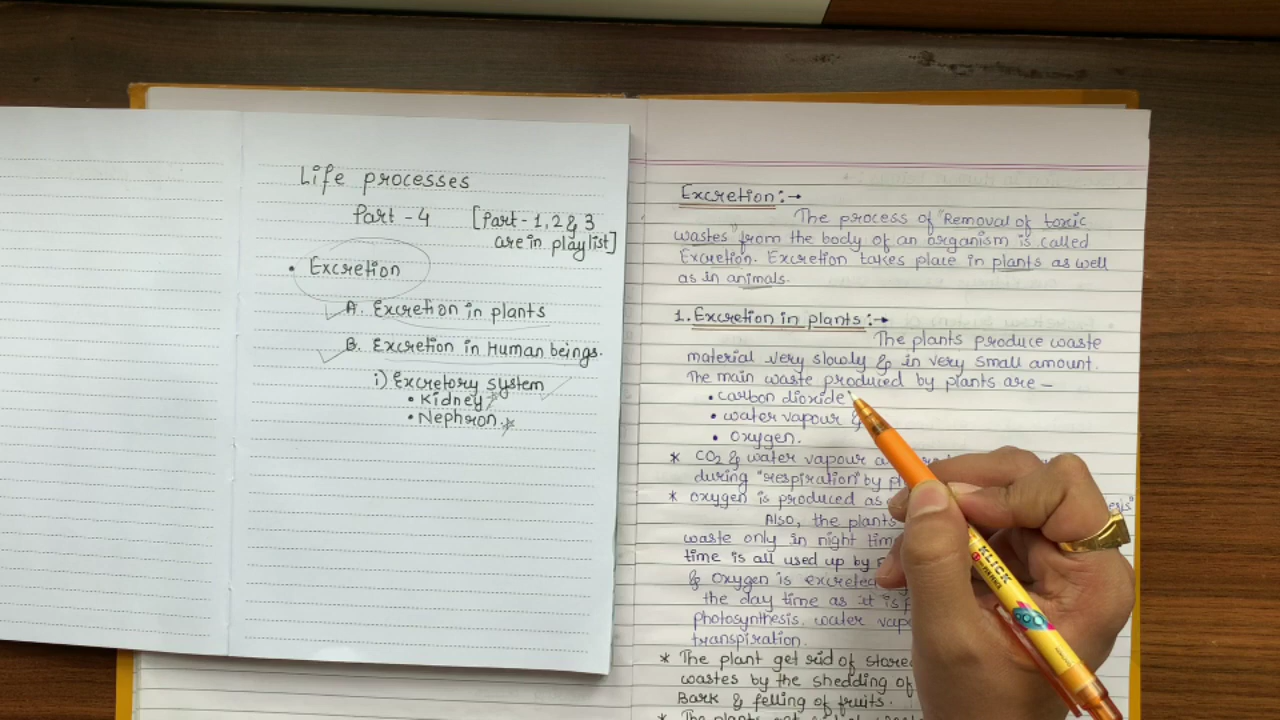 Life processes
Part - 4 [Part - 1, 2 & 3
are in playlist]
• Excretion
A. Excretion in plants
B. Excretion in Human beings.
i) Excretory system
• Kidney
• Nephron.
Excretion:→
The process of "Removal of toxic
wastes" from the body of an organism is called
Excretion. Excretion takes place in plants as well
as in animals.
1. Excretion in plants:→
The plants produce waste
material very slowly & in very small amount.
The main waste produced by plants are –
• carbon dioxide
• water vapour &
• Oxygen.
* CO2 & water vapour
during "respiration" by
* Oxygen is produced as
Also, the plants
waste only in night
time is all used up by
& Oxygen is excreted
the day time as it is
photosynthesis. water
transpiration.
* The plant get rid of
wastes by the shedding of
Bark & felling of fruits.
* The plants get
KLICK